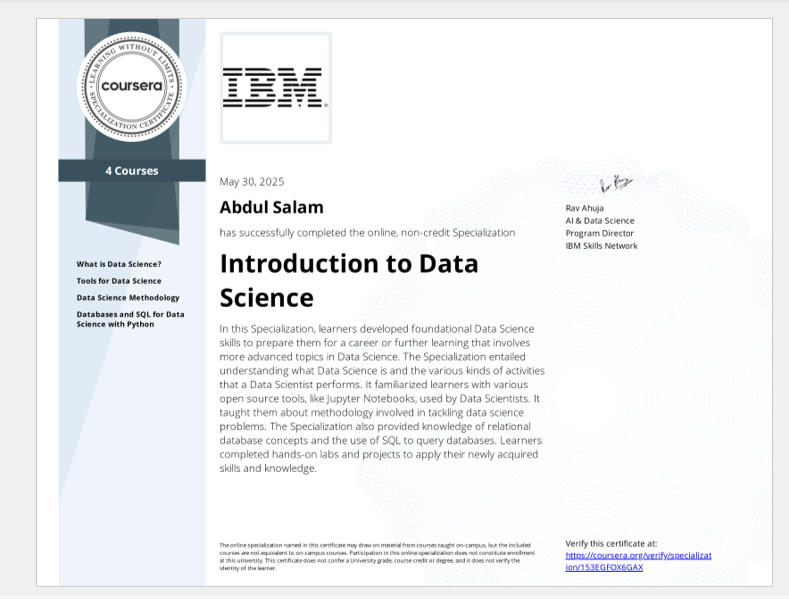 LEARNING WITHOUT LIMITS
coursera
SPECIALIZATION CERTIFICATE
4 Courses
What is Data Science?
Tools for Data Science
Data Science Methodology
Databases and SQL for Data
Science with Python
IBM
May 30, 2025
Abdul Salam
has successfully completed the online, non-credit Specialization
Introduction to Data
Science
In this Specialization, learners developed foundational Data Science
skills to prepare them for a career or further learning that involves
more advanced topics in Data Science. The Specialization entailed
understanding what Data Science is and the various kinds of activities
that a Data Scientist performs. It familiarized learners with various
open source tools, like Jupyter Notebooks, used by Data Scientists. It
taught them about methodology involved in tackling data science
problems. The Specialization also provided knowledge of relational
database concepts and the use of SQL to query databases. Learners
completed hands-on labs and projects to apply their newly acquired
skills and knowledge.
Rav Ahuja
AI & Data Science
Program Director
IBM Skills Network
The online specialization named in this certificate may draw on material from courses taught on-campus, but the included
courses are not equivalent to on-campus courses. Participation in this online specialization does not constitute enrollment
at this university. This certificate does not confer a University grade, course credit or degree, and it does not verify the
identity of the learner.
Verify this certificate at:
https://coursera.org/verify/specializat
ion/153EGFOX6GAX